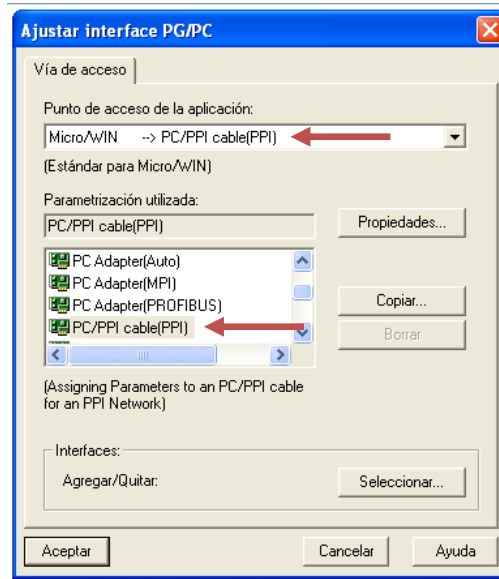 Ajustar interface PG/PC
Vía de acceso
Punto de acceso de la aplicación:
Micro/WIN --> PC/PPI cable(PPI)
(Estándar para Micro/WIN)
Parametrización utilizada:
PC/PPI cable(PPI)
Propiedades...
PC Adapter(Auto)
PC Adapter(MPI)
PC Adapter(PROFIBUS)
PC/PPI cable(PPI)
Copiar...
Borrar
(Assigning Parameters to an PC/PPI cable
for an PPI Network)
Interfaces:
Agregar/Quitar:
Seleccionar...
Aceptar
Cancelar
Ayuda